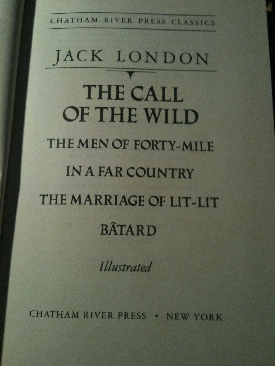 CHATHAM RIVER PRESS CLASSICS
JACK LONDON
THE CALL
OF THE WILD
THE MEN OF FORTY-MILE
IN A FAR COUNTRY
THE MARRIAGE OF LIT-LIT
BÂTARD
Illustrated
CHATHAM RIVER PRESS • NEW YORK